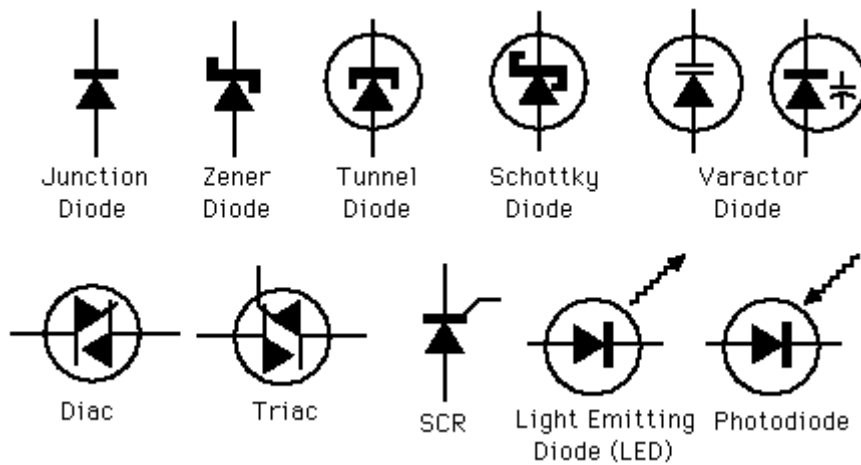 Junction
Diode
Zener
Diode
Tunnel
Diode
Schottky
Diode
Varactor
Diode
Diac
Triac
SCR
Light Emitting
Diode (LED)
Photodiode